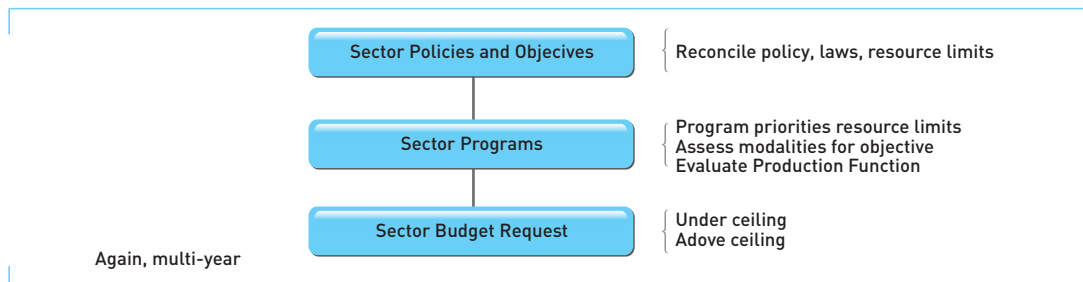 Sector Policies and Objecives
Reconcile policy, laws, resource limits
Sector Programs
Program priorities resource limits
Assess modalities for objective
Evaluate Production Function
Sector Budget Request
Under ceiling
Adove ceiling
Again, multi-year